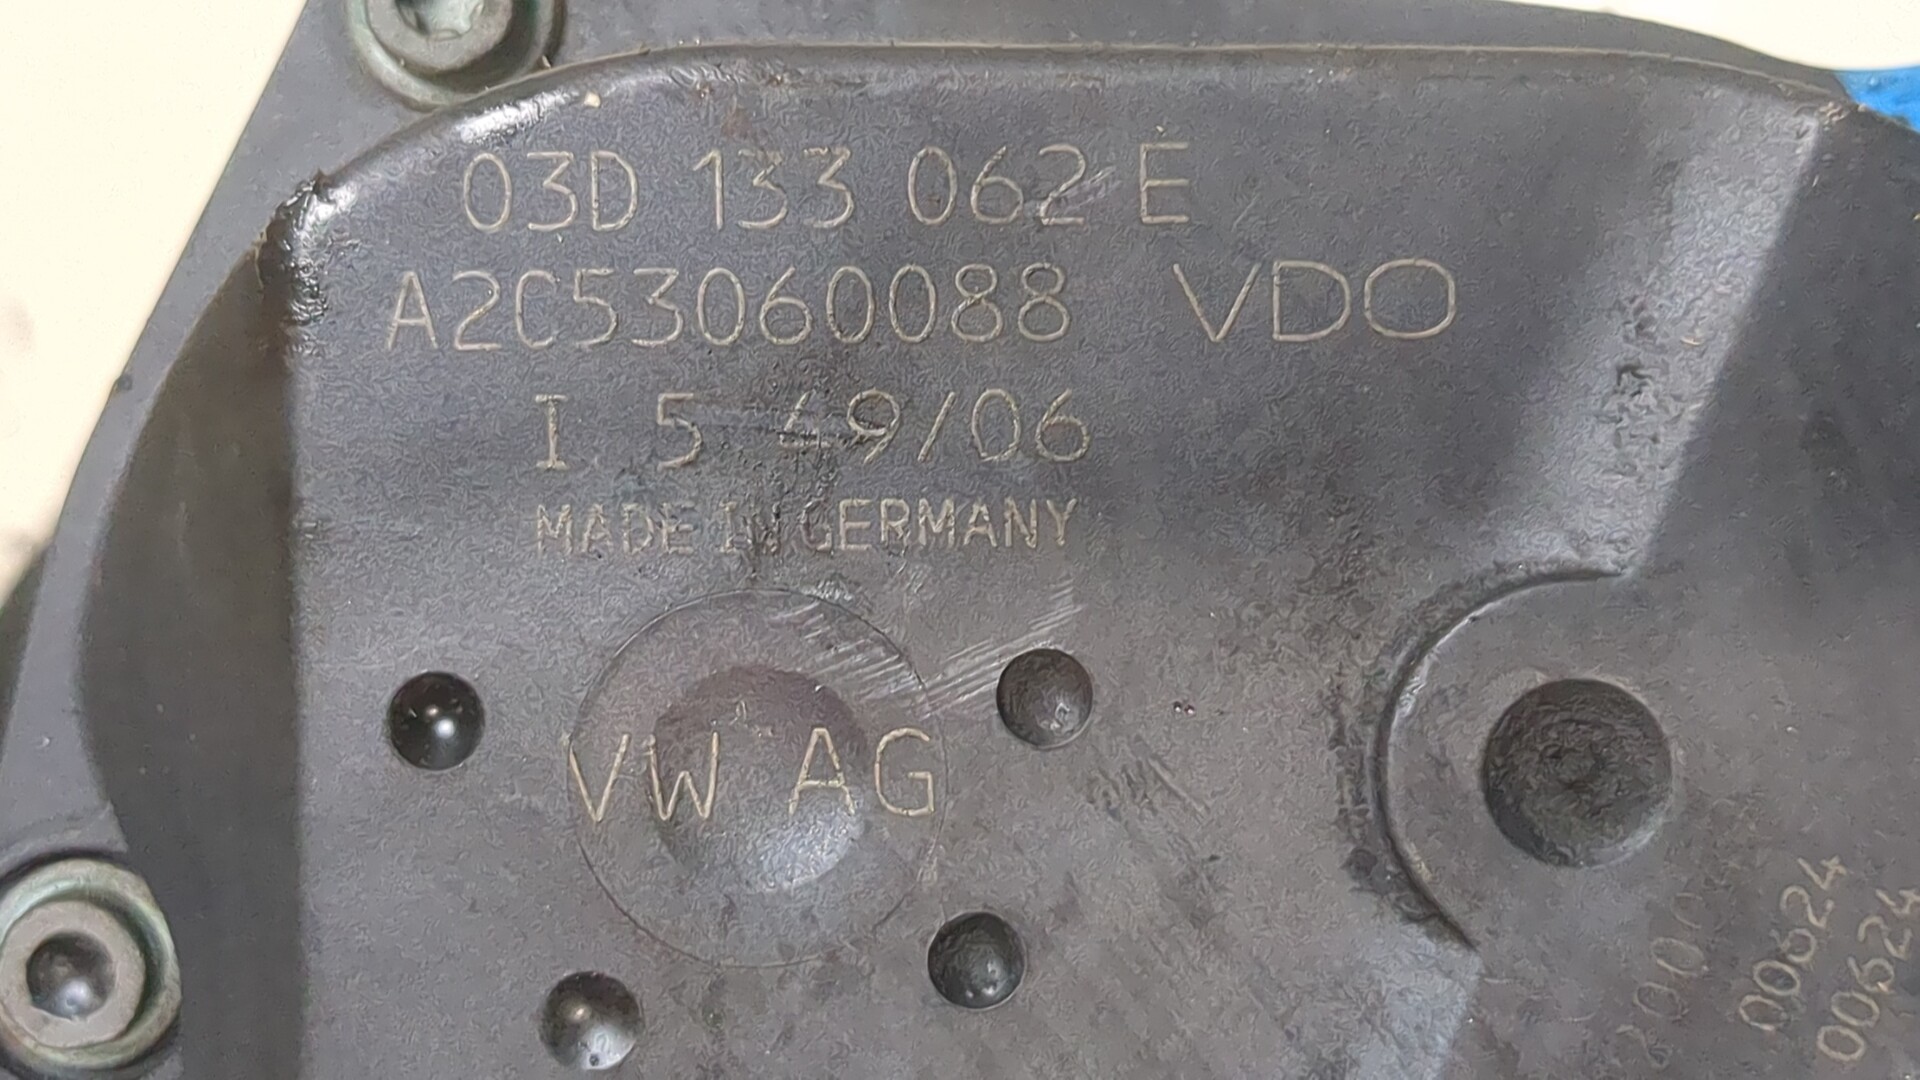 03D 133 062 E
A2C53060088 VDO
I 5 49/06
MADE IN GERMANY
VW AG
00624
00624